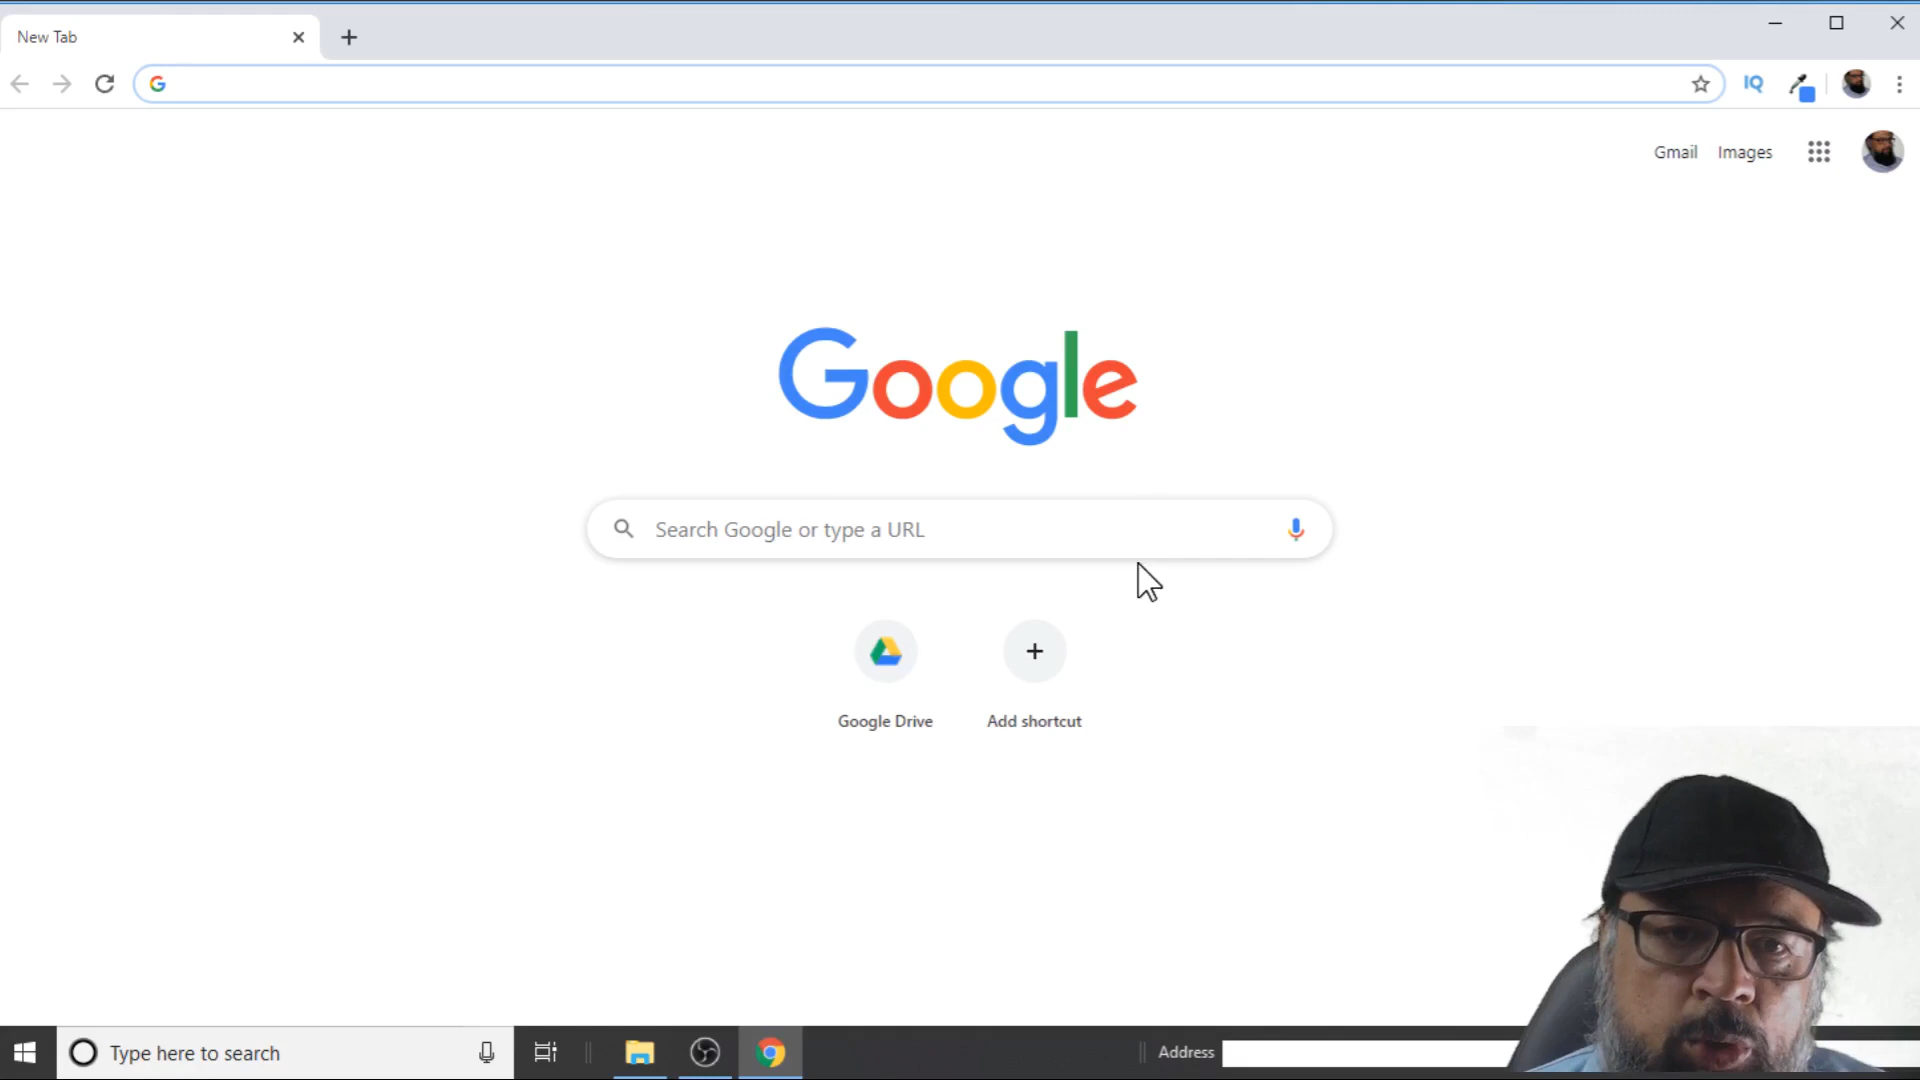 New Tab
IQ
Gmail Images
Google
Search Google or type a URL
Google Drive Add shortcut
Type here to search
Address